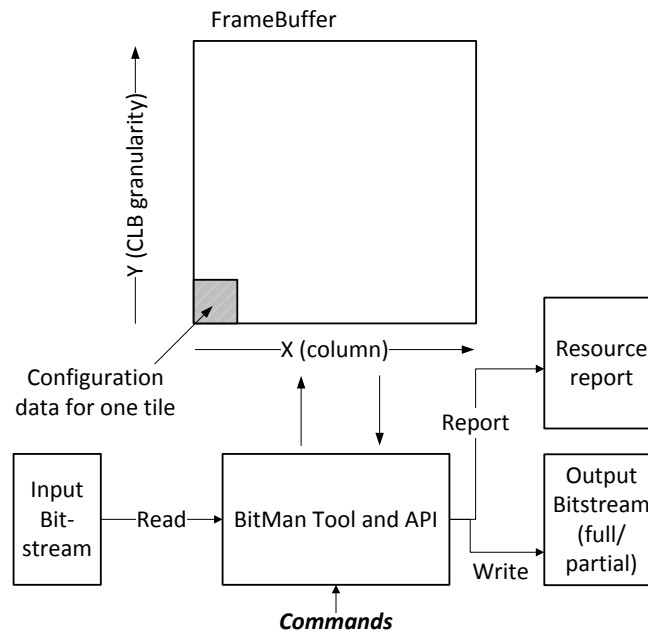 FrameBuffer
Y (CLB granularity)
X (column)
Configuration
data for one tile
Resource
report
Report
Input
Bit-
stream
Read
BitMan Tool and API
Output
Bitstream
(full/
partial)
Write
Commands